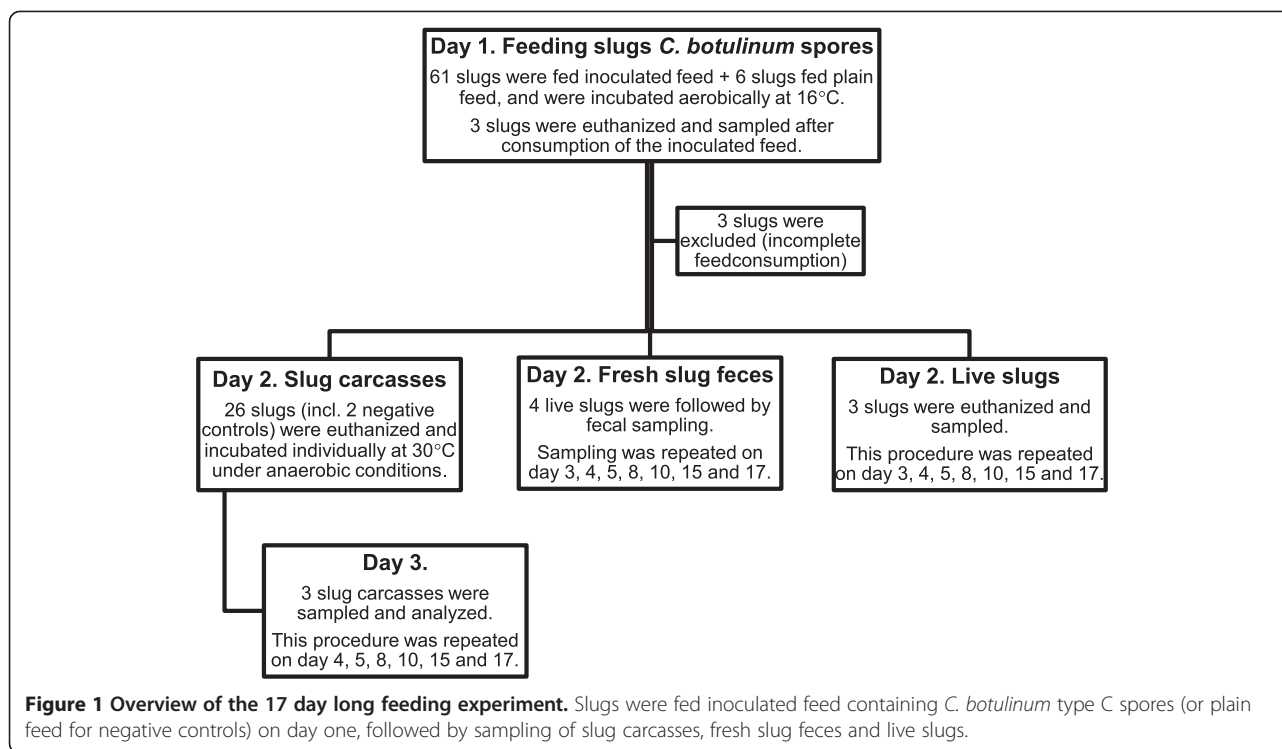 Day 1. Feeding slugs C. botulinum spores
61 slugs were fed inoculated feed + 6 slugs fed plain
feed, and were incubated aerobically at 16°C.
3 slugs were euthanized and sampled after
consumption of the inoculated feed.
3 slugs were
excluded (incomplete
feedconsumption)
Day 2. Slug carcasses
26 slugs (incl. 2 negative
controls) were euthanized and
incubated individually at 30°C
under anaerobic conditions.
Day 2. Fresh slug feces
4 live slugs were followed by
fecal sampling.
Sampling was repeated on
day 3, 4, 5, 8, 10, 15 and 17.
Day 2. Live slugs
3 slugs were euthanized and
sampled.
This procedure was repeated
on day 3, 4, 5, 8, 10, 15 and 17.
Day 3.
3 slug carcasses were
sampled and analyzed.
This procedure was repeated
on day 4, 5, 8, 10, 15 and 17.
Figure 1 Overview of the 17 day long feeding experiment. Slugs were fed inoculated feed containing C. botulinum type C spores (or plain
feed for negative controls) on day one, followed by sampling of slug carcasses, fresh slug feces and live slugs.